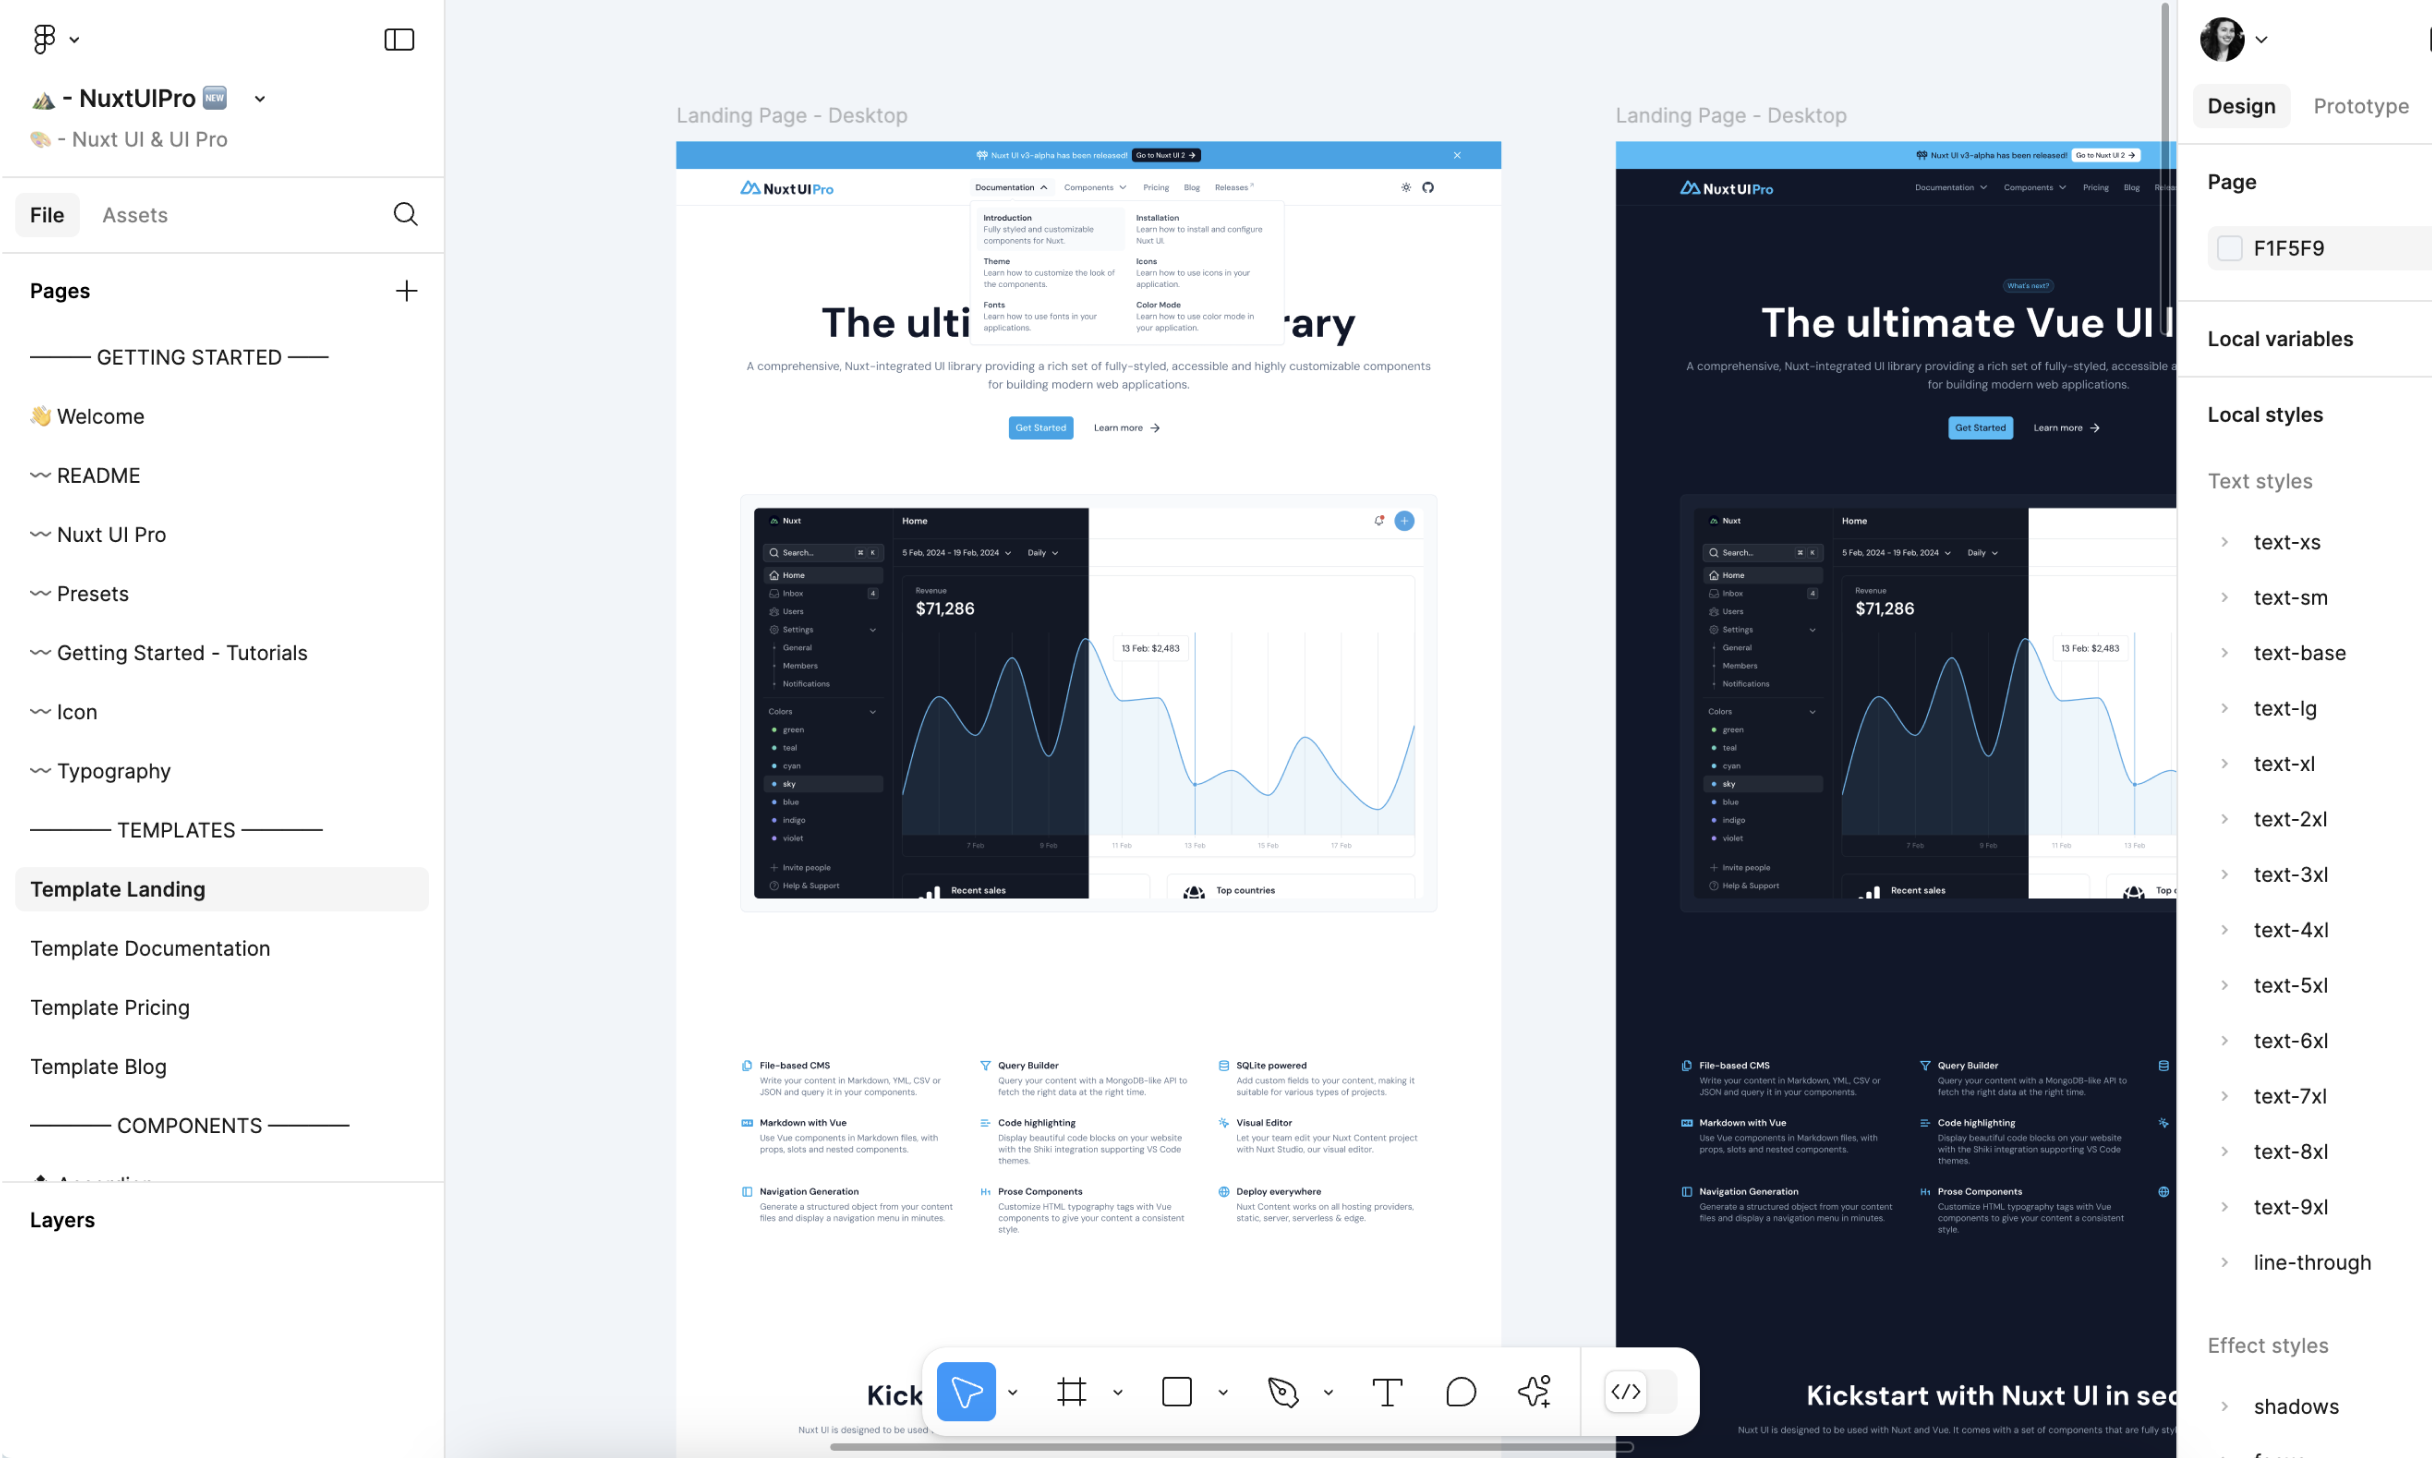 - NuxtUIPro NEW
- Nuxt UI & UI Pro
File
Assets
Pages
GETTING STARTED
Welcome
README
Nuxt UI Pro
Presets
Getting Started - Tutorials
Icon
Typography
TEMPLATES
Template Landing
Template Documentation
Template Pricing
Template Blog
COMPONENTS
Layers
Landing Page - Desktop
Nuxt UI v3-alpha has been released! Go to Nuxt UI 2
NuxtUIPro
Documentation
Components
Pricing
Blog
Releases
Introduction
Fully styled and customizable
components for Nuxt.
Installation
Learn how to install and configure
Nuxt UI.
Theme
Learn how to customize the look of
the components.
Icons
Learn how to use icons in your
application.
Fonts
Learn how to use fonts in your
applications.
Color Mode
Learn how to use color mode in
your application.
The ulti
rary
A comprehensive, Nuxt-integrated UI library providing a rich set of fully-styled, accessible and highly customizable components
for building modern web applications.
Get Started
Learn more
Nuxt
Search... ⌘ K
Home
Inbox 4
Users
Settings
General
Members
Notifications
Colors
green
teal
cyan
sky
blue
indigo
violet
Invite people
Help & Support
Home
5 Feb, 2024 - 19 Feb, 2024
Daily
Revenue
$71,286
13 Feb: $2,483
7 Feb 9 Feb 11 Feb 13 Feb 15 Feb 17 Feb
Recent sales
Top countries
File-based CMS
Write your content in Markdown, YML, CSV or
JSON and query it in your components.
Query Builder
Query your content with a MongoDB-like API to
fetch the right data at the right time.
SQLite powered
Add custom fields to your content, making it
suitable for various types of projects.
Markdown with Vue
Use Vue components in Markdown files, with
props, slots and nested components.
Code highlighting
Display beautiful code blocks on your website
with the Shiki integration supporting VS Code
themes.
Visual Editor
Let your team edit your Nuxt Content project
with Nuxt Studio, our visual editor.
Navigation Generation
Generate a structured object from your content
files and display a navigation menu in minutes.
H1 Prose Components
Customize HTML typography tags with Vue
components to give your content a consistent
style.
Deploy everywhere
Nuxt Content works on all hosting providers,
static, server, serverless & edge.
Kick
Nuxt UI is designed to be used
Landing Page - Desktop
Nuxt UI v3-alpha has been released! Go to Nuxt UI 2
NuxtUIPro
Documentation
Components
Pricing
Blog
What's next?
The ultimate Vue UI l
A comprehensive, Nuxt-integrated UI library providing a rich set of fully-styled, accessible a
for building modern web applications.
Get Started
Learn more
Nuxt
Search... ⌘ K
Home
Inbox 4
Users
Settings
General
Members
Notifications
Colors
green
teal
cyan
sky
blue
indigo
violet
Invite people
Help & Support
Home
5 Feb, 2024 - 19 Feb, 2024
Daily
Revenue
$71,286
13 Feb: $2,483
7 Feb 9 Feb 11 Feb 13 Feb
Recent sales
Top c
File-based CMS
Write your content in Markdown, YML, CSV or
JSON and query it in your components.
Query Builder
Query your content with a MongoDB-like API to
fetch the right data at the right time.
Markdown with Vue
Use Vue components in Markdown files, with
props, slots and nested components.
Code highlighting
Display beautiful code blocks on your website
with the Shiki integration supporting VS Code
themes.
Navigation Generation
Generate a structured object from your content
files and display a navigation menu in minutes.
H1 Prose Components
Customize HTML typography tags with Vue
components to give your content a consistent
style.
Kickstart with Nuxt UI in sec
Nuxt UI is designed to be used with Nuxt and Vue. It comes with a set of components that are fully styl
Design
Prototype
Page
F1F5F9
Local variables
Local styles
Text styles
text-xs
text-sm
text-base
text-lg
text-xl
text-2xl
text-3xl
text-4xl
text-5xl
text-6xl
text-7xl
text-8xl
text-9xl
line-through
Effect styles
shadows